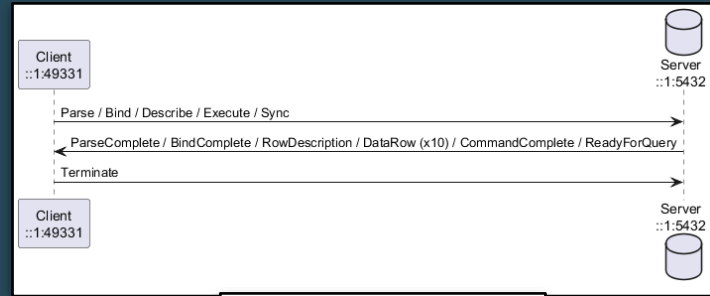 Client
::1:49331
Server
::1:5432
Parse / Bind / Describe / Execute / Sync
ParseComplete / BindComplete / RowDescription / DataRow (x10) / CommandComplete / ReadyForQuery
Terminate
Client
::1:49331
Server
::1:5432